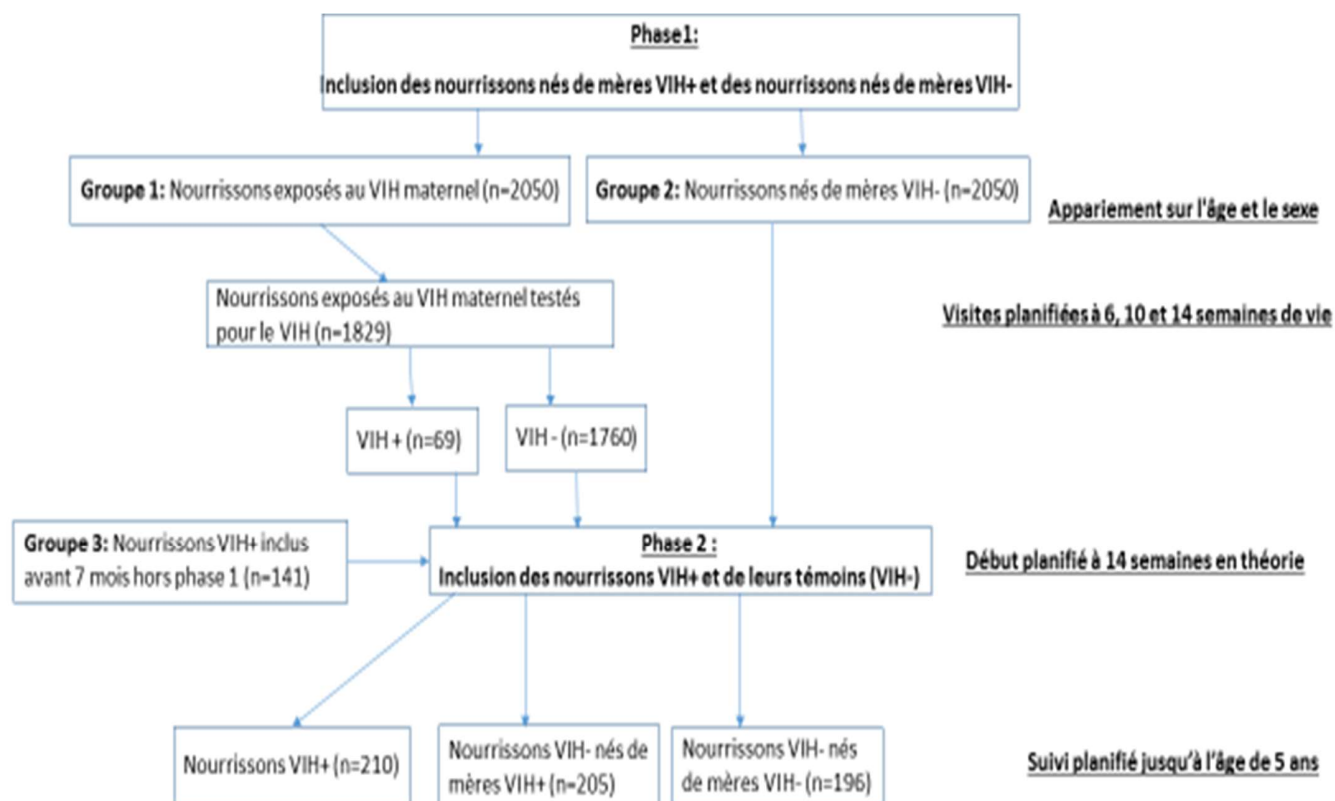 Phase1:
Inclusion des nourrissons nés de mères VIH+ et des nourrissons nés de mères VIH-
Groupe 1: Nourrissons exposés au VIH maternel (n=2050)
Groupe 2: Nourrissons nés de mères VIH- (n=2050)
Appariement sur l'âge et le sexe
Nourrissons exposés au VIH maternel testés
pour le VIH (n=1829)
Visites planifiées à 6, 10 et 14 semaines de vie
VIH + (n=69)
VIH - (n=1760)
Groupe 3: Nourrissons VIH+ inclus
avant 7 mois hors phase 1 (n=141)
Phase 2 :
Inclusion des nourrissons VIH+ et de leurs témoins (VIH-)
Début planifié à 14 semaines en théorie
Nourrissons VIH+ (n=210)
Nourrissons VIH- nés de
mères VIH+ (n=205)
Nourrissons VIH- nés
de mères VIH- (n=196)
Suivi planifié jusqu'à l'âge de 5 ans